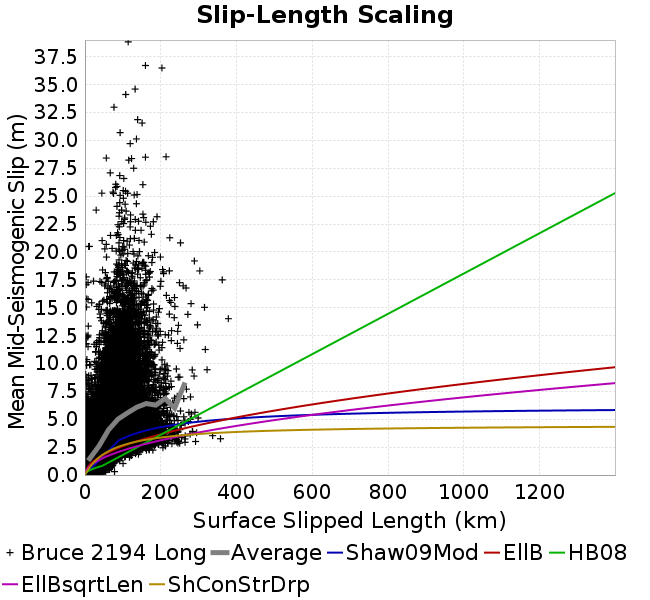 Slip-Length Scaling
Mean Mid-Seismogenic Slip (m)
37.5
35.0
32.5
30.0
27.5
25.0
22.5
20.0
17.5
15.0
12.5
10.0
7.5
5.0
2.5
0.0
0 200 400 600 800 1000 1200
Surface Slipped Length (km)
Bruce 2194 Long Average Shaw09Mod EllB HB08
EllBsqrtLen ShConStrDrp